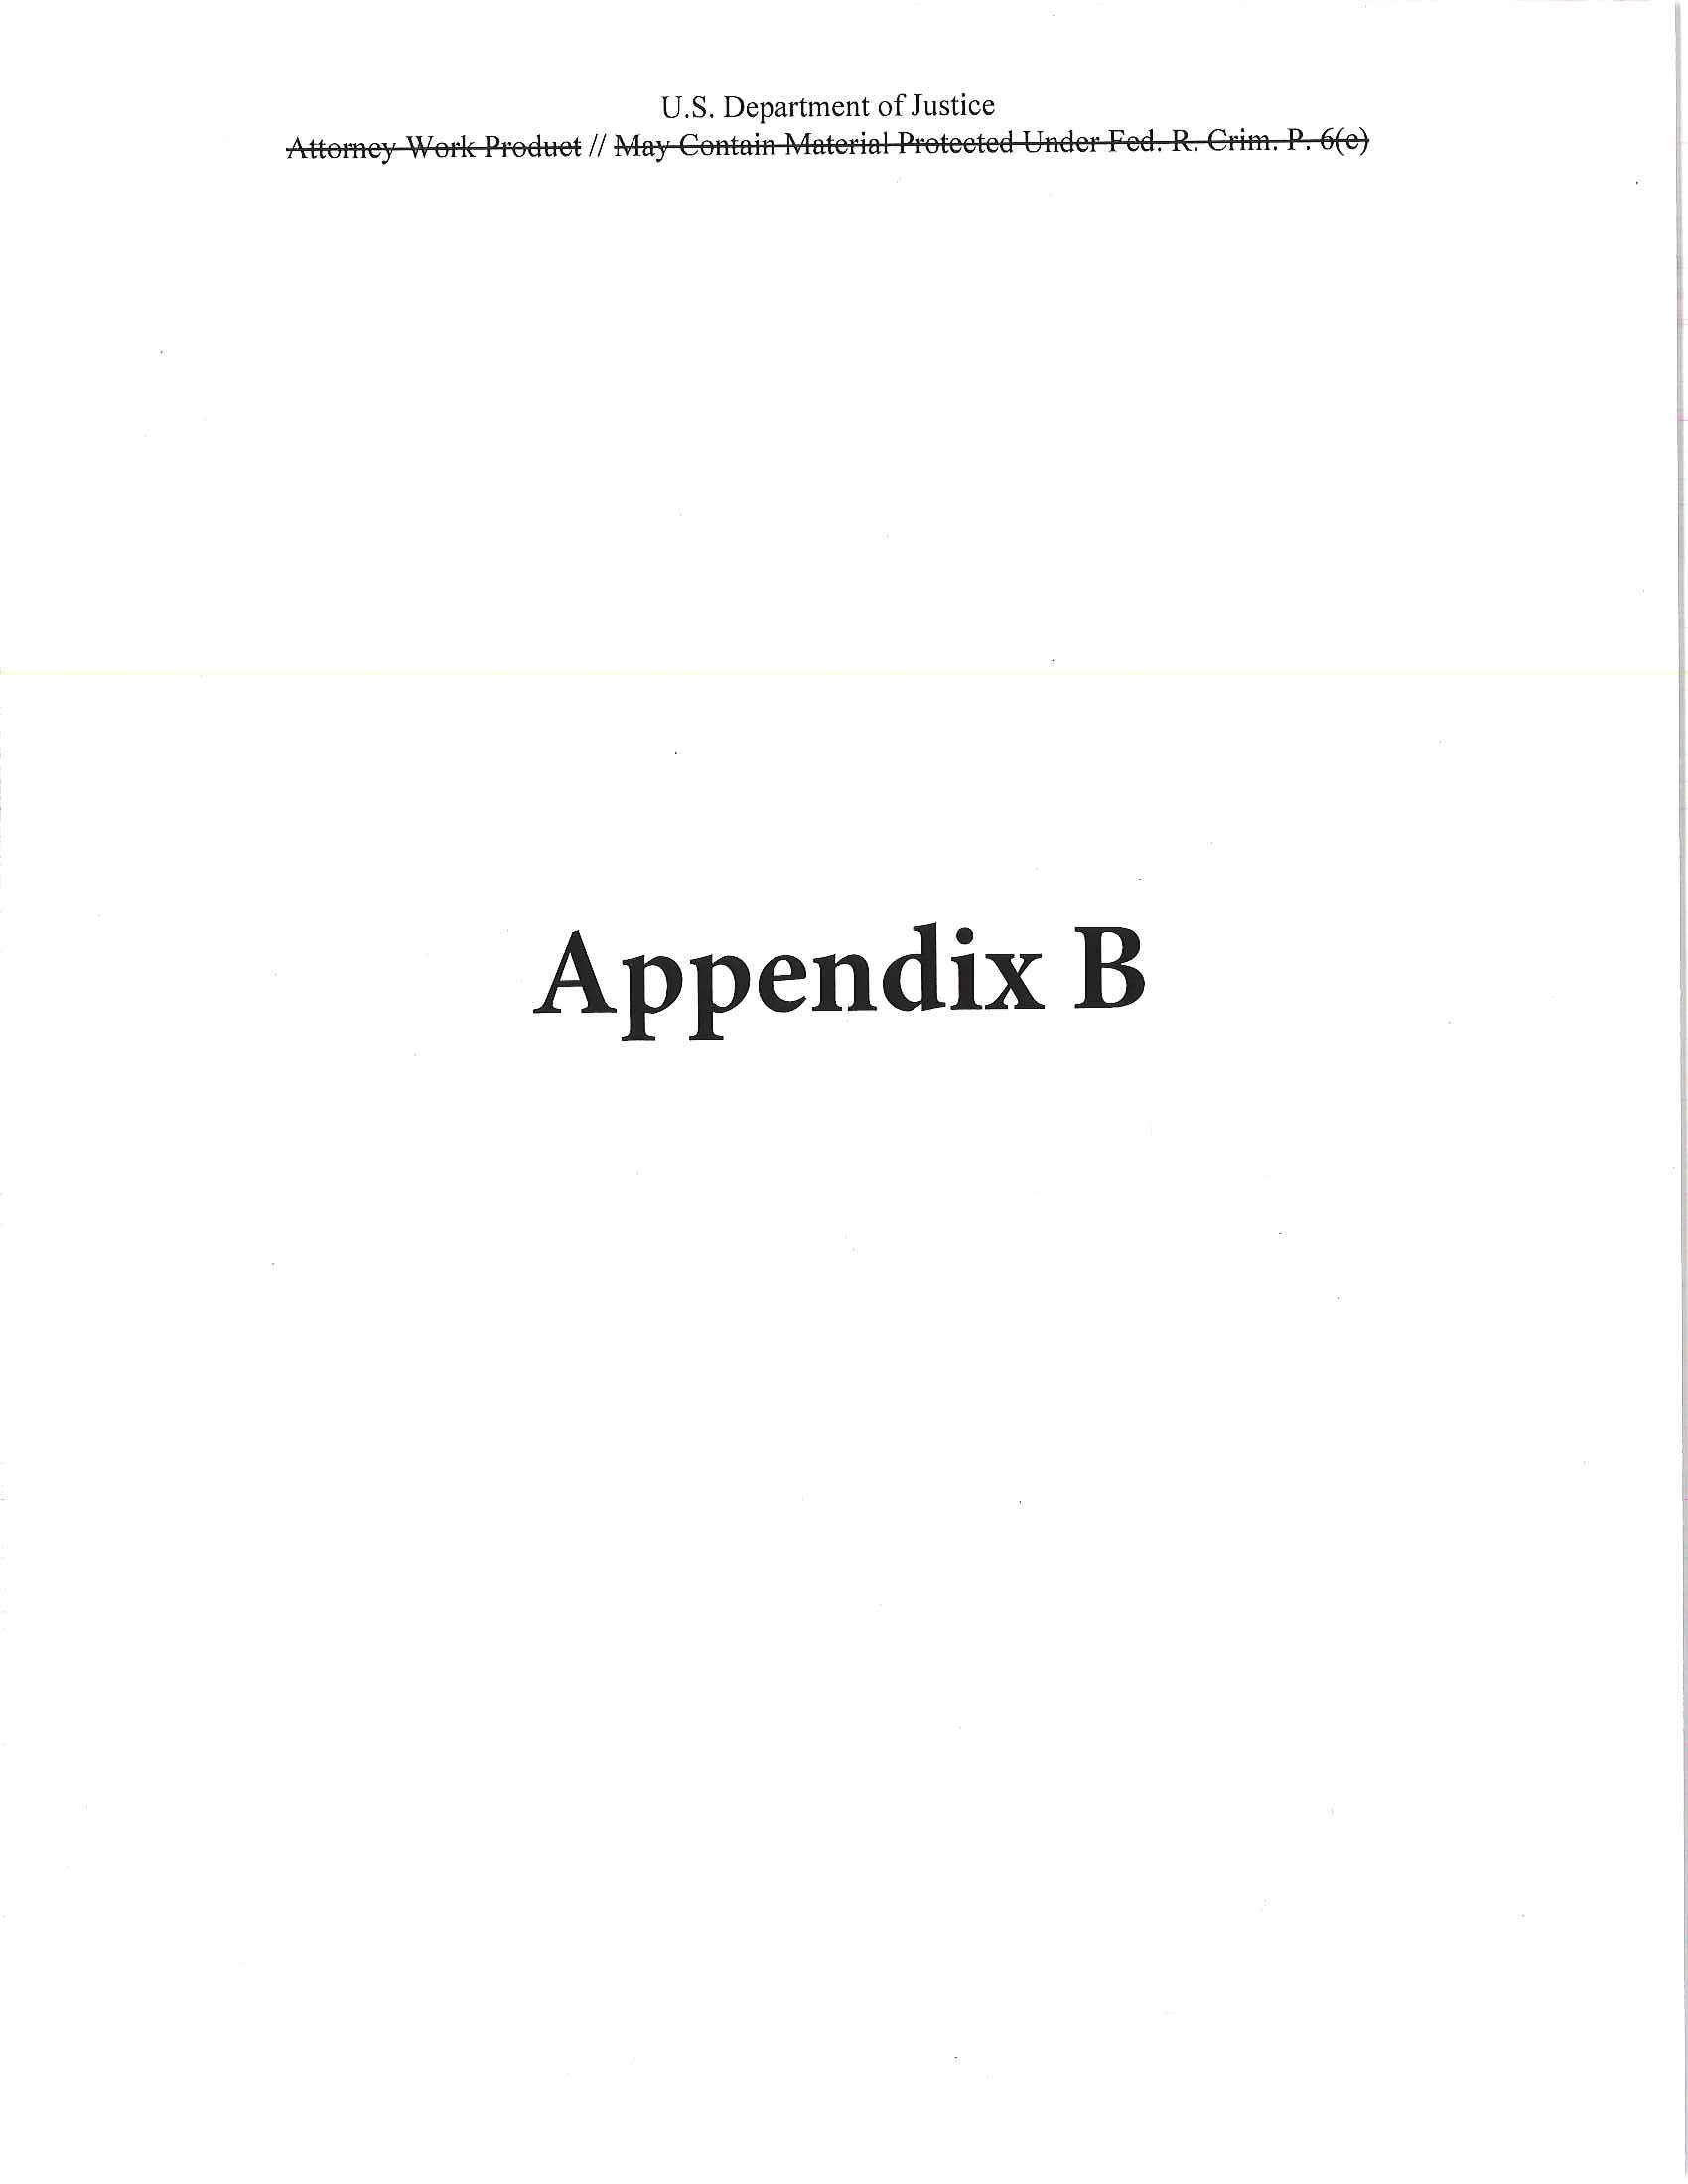 U.S. Department of Justice
Attorney Work Product // May Contain Material Protected Under Fed. R. Crim. P. 6(e)
Appendix B